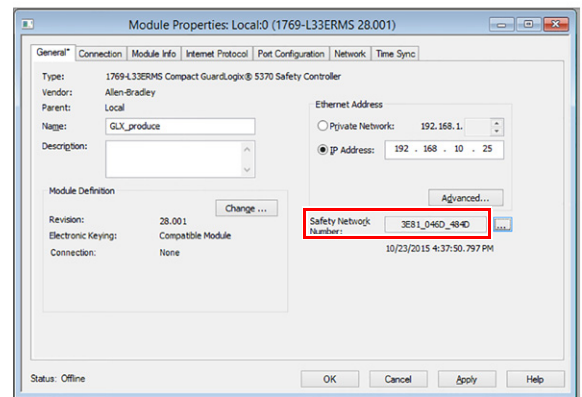 Module Properties: Local:0 (1769-L33ERMS 28.001)
General* Connection Module Info Internet Protocol Port Configuration Network Time Sync
Type: 1769-L33ERMS Compact GuardLogix® 5370 Safety Controller
Vendor: Allen-Bradley
Parent: Local
Name: GLX_produce
Description:
Ethernet Address
Private Network: 192.168.1.
IP Address: 192 . 168 . 10 . 25
Advanced...
Module Definition
Change ...
Revision: 28.001
Electronic Keying: Compatible Module
Connection: None
Safety Network
Number: 3E81_046D_484D ...
10/23/2015 4:37:50.797 PM
Status: Offline
OK Cancel Apply Help